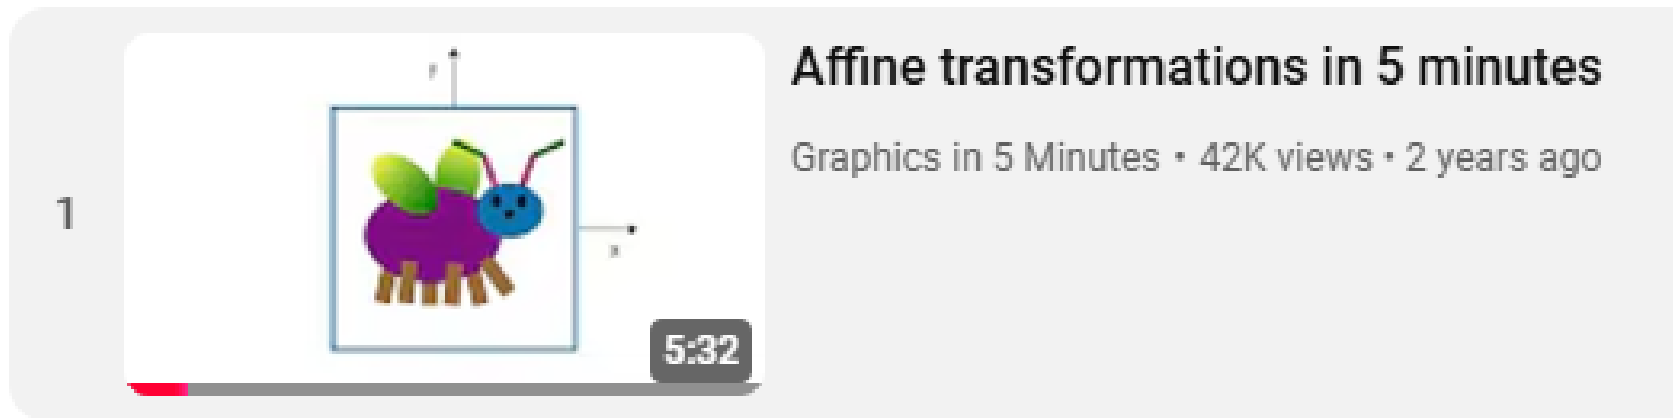 Affine transformations in 5 minutes
Graphics in 5 Minutes • 42K views • 2 years ago
1
y
x
5:32